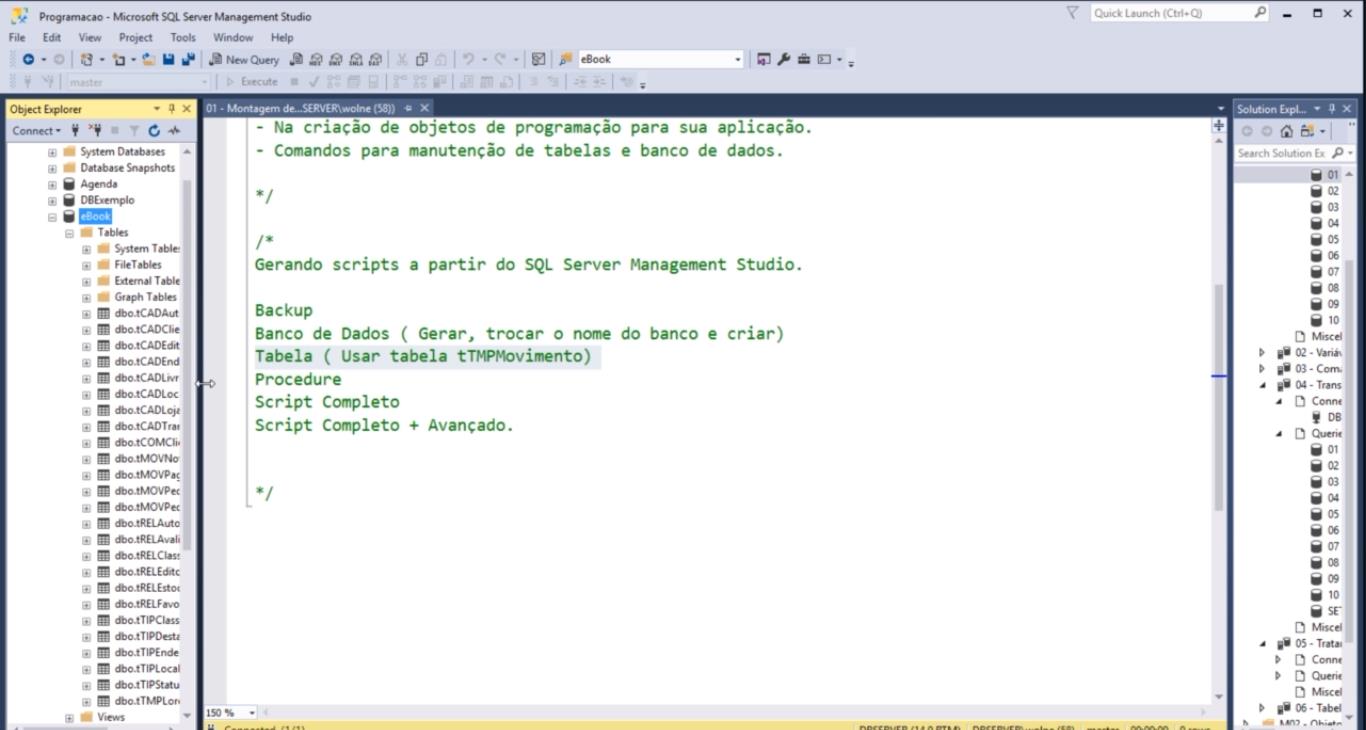 Programacao - Microsoft SQL Server Management Studio
Quick Launch (Ctrl+Q)
File Edit View Project Tools Window Help
New Query
eBook
master
Execute
Object Explorer
Connect
System Databases
Database Snapshots
Agenda
DBExemplo
eBook
Tables
System Tables
FileTables
External Table
Graph Tables
dbo.tCADAut
dbo.tCADClie
dbo.tCADEdit
dbo.tCADEnd
dbo.tCADLivr
dbo.tCADLoc
dbo.tCADLoja
dbo.tCADTrar
dbo.tCOMCli
dbo.tMOVNo
dbo.tMOVPag
dbo.tMOVPed
dbo.tMOVPed
dbo.tRELAuto
dbo.tRELAvali
dbo.tRELClass
dbo.tRELEdito
dbo.tRELEstoc
dbo.tRELFavo
dbo.tTIPClass
dbo.tTIPDesta
dbo.tTIPEnde
dbo.tTIPLocal
dbo.tTIPStatu
dbo.tTMPLor
Views
01 - Montagem de...SERVER\wolne (58))
- Na criação de objetos de programação para sua aplicação.
- Comandos para manutenção de tabelas e banco de dados.
*/
/*
Gerando scripts a partir do SQL Server Management Studio.
Backup
Banco de Dados ( Gerar, trocar o nome do banco e criar)
Tabela ( Usar tabela tTMPMovimento)
Procedure
Script Completo
Script Completo + Avançado.
*/
150 %
Connected. (1/1)
DBSERVER (14.0 RTM) DBSERVER\wolne (58) master 00:00:00 0 rows
Solution Expl...
Search Solution Ex
01
02
03
04
05
06
07
08
09
10
Miscel
02 - Variáv
03 - Com
04 - Trans
Conne
DB
Querie
01
02
03
04
05
06
07
08
09
10
SE
Miscel
05 - Tratar
Conne
Querie
Miscel
06 - Tabel
M02 - Objeto